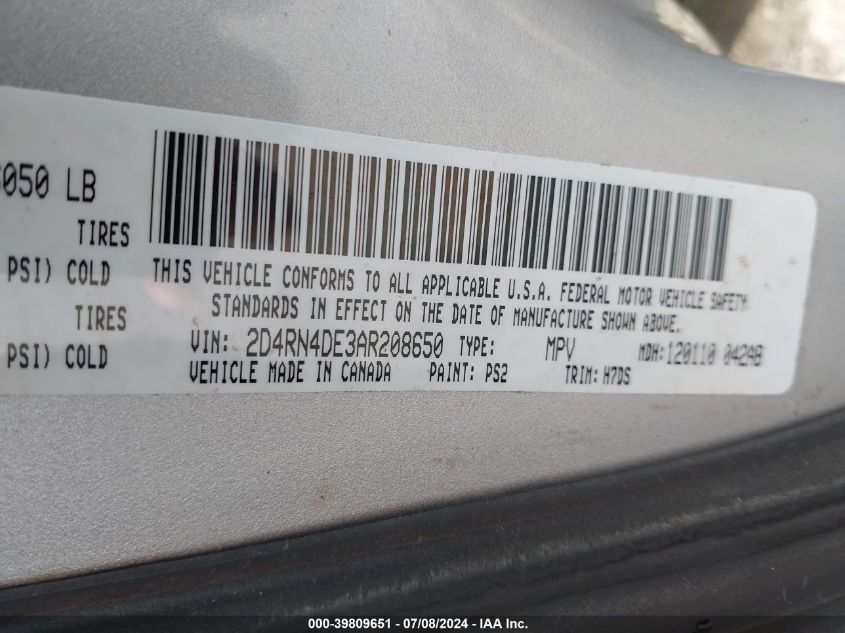 050 LB
TIRES
PSI) COLD
TIRES
PSI) COLD
THIS VEHICLE CONFORMS TO ALL APPLICABLE U.S.A. FEDERAL MOTOR VEHICLE SAFETY
STANDARDS IN EFFECT ON THE DATE OF MANUFACTURE SHOWN ABOVE.
VIN: 2D4RN4DE3AR208650 TYPE: MPV MDH: 120110 042AB
VEHICLE MADE IN CANADA PAINT: PS2 TRIM: H7DS
000-39809651 / 07/08/2024 - IAA Inc.